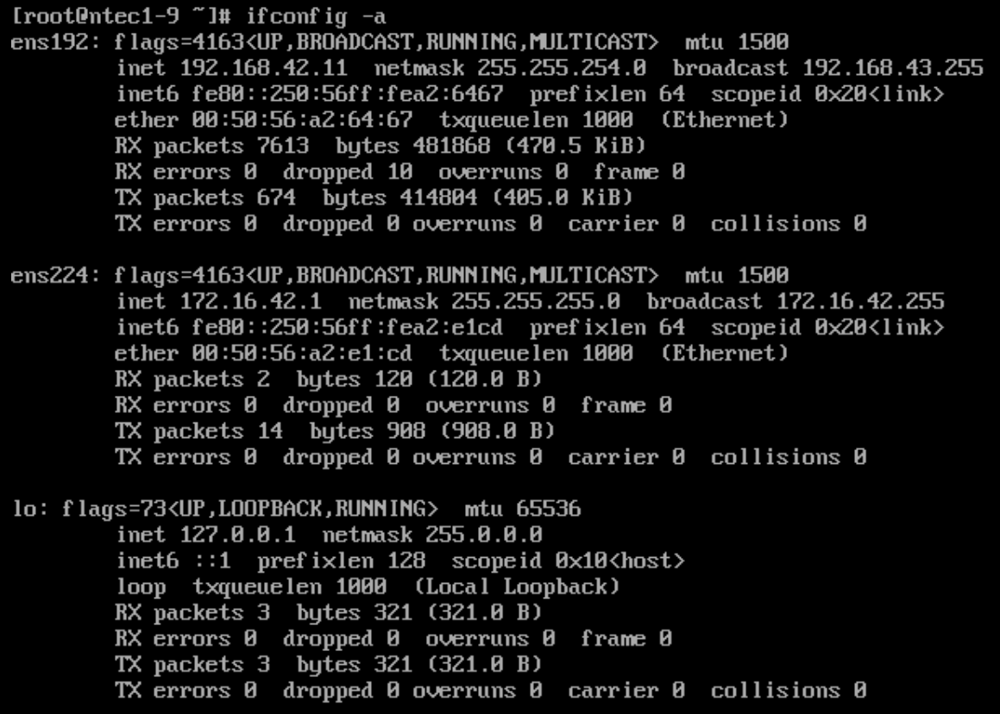 [root@ntec1-9 ~]# ifconfig -a
ens192: flags=4163<UP,BROADCAST,RUNNING,MULTICAST>  mtu 1500
        inet 192.168.42.11  netmask 255.255.254.0  broadcast 192.168.43.255
        inet6 fe80::250:56ff:fea2:6467  prefixlen 64  scopeid 0x20<link>
        ether 00:50:56:a2:64:67  txqueuelen 1000  (Ethernet)
        RX packets 7613  bytes 481868 (470.5 KiB)
        RX errors 0  dropped 10  overruns 0  frame 0
        TX packets 674  bytes 414804 (405.0 KiB)
        TX errors 0  dropped 0 overruns 0  carrier 0  collisions 0

ens224: flags=4163<UP,BROADCAST,RUNNING,MULTICAST>  mtu 1500
        inet 172.16.42.1  netmask 255.255.255.0  broadcast 172.16.42.255
        inet6 fe80::250:56ff:fea2:e1cd  prefixlen 64  scopeid 0x20<link>
        ether 00:50:56:a2:e1:cd  txqueuelen 1000  (Ethernet)
        RX packets 2  bytes 120 (120.0 B)
        RX errors 0  dropped 0  overruns 0  frame 0
        TX packets 14  bytes 908 (908.0 B)
        TX errors 0  dropped 0 overruns 0  carrier 0  collisions 0

lo: flags=73<UP,LOOPBACK,RUNNING>  mtu 65536
        inet 127.0.0.1  netmask 255.0.0.0
        inet6 ::1  prefixlen 128  scopeid 0x10<host>
        loop  txqueuelen 1000  (Local Loopback)
        RX packets 3  bytes 321 (321.0 B)
        RX errors 0  dropped 0  overruns 0  frame 0
        TX packets 3  bytes 321 (321.0 B)
        TX errors 0  dropped 0 overruns 0  carrier 0  collisions 0